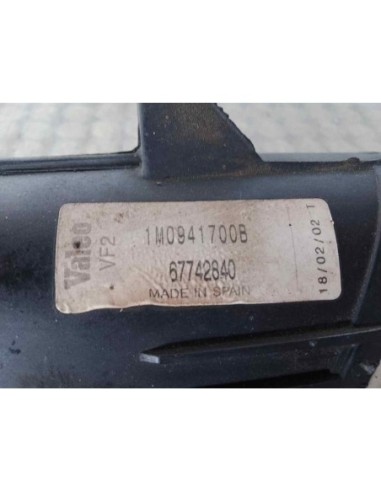 Valeo
VF2
1M0941700B
67742840
MADE IN SPAIN
18/02/02 T